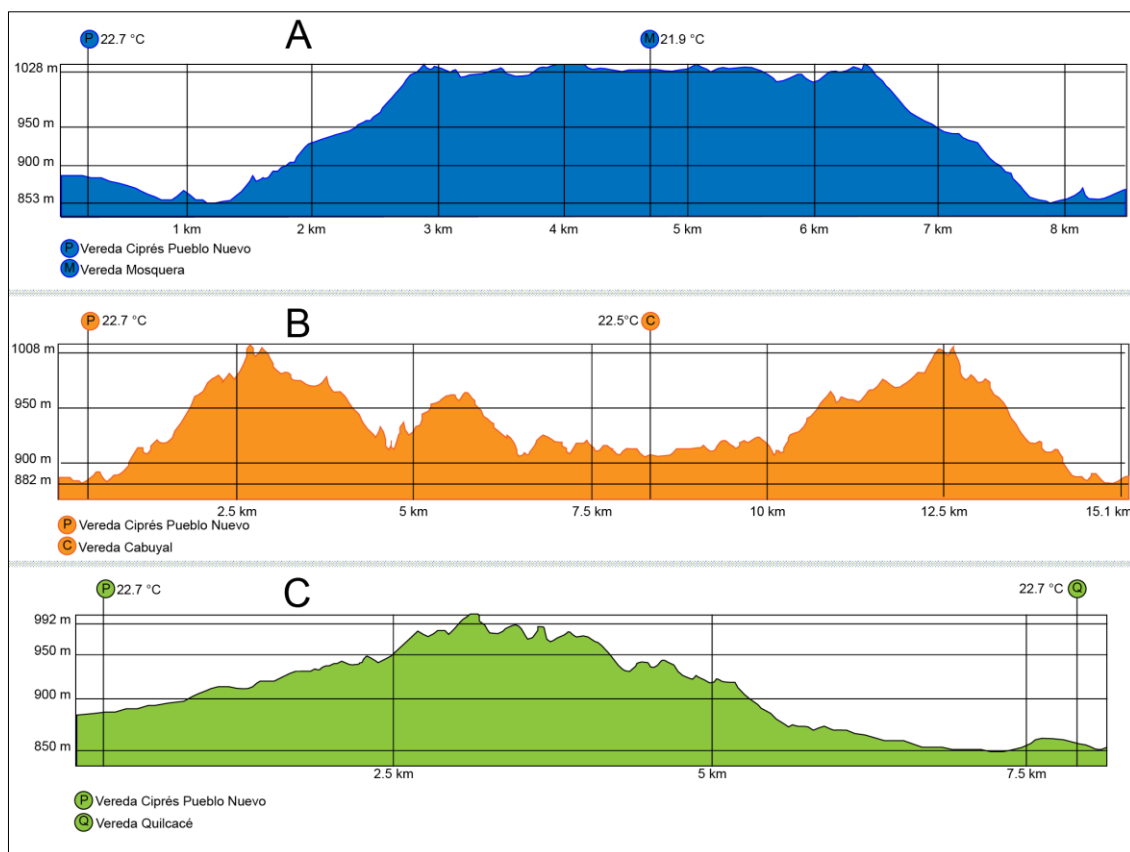 A
P 22.7 °C
M 21.9 °C
1028 m
950 m
900 m
853 m
1 km 2 km 3 km 4 km 5 km 6 km 7 km 8 km
P Vereda Ciprés Pueblo Nuevo
M Vereda Mosquera
B
P 22.7 °C
22.5°C C
1008 m
950 m
900 m
882 m
2.5 km 5 km 7.5 km 10 km 12.5 km 15.1 km
P Vereda Ciprés Pueblo Nuevo
C Vereda Cabuyal
C
P 22.7 °C
22.7 °C Q
992 m
950 m
900 m
850 m
2.5 km 5 km 7.5 km
P Vereda Ciprés Pueblo Nuevo
Q Vereda Quilcacé